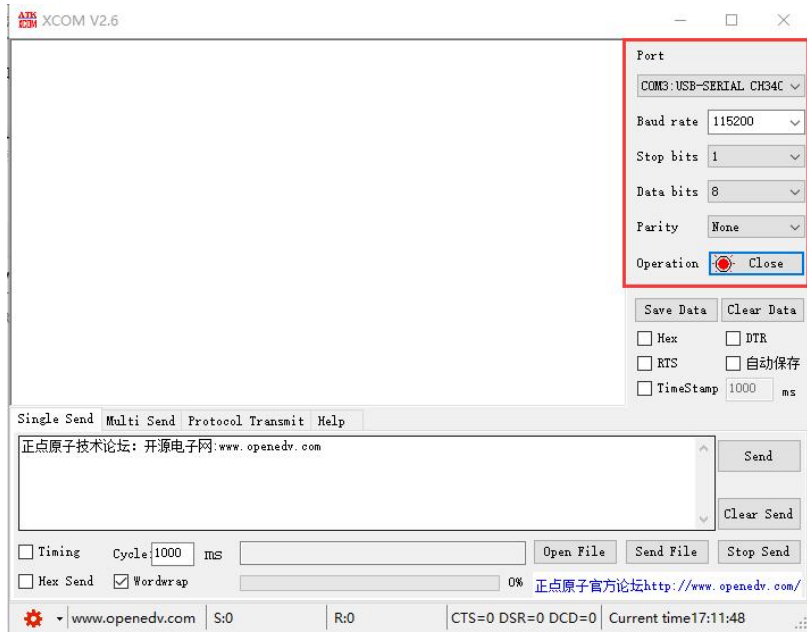 ATK XCOM XCOM V2.6
Port
COM3:USB-SERIAL CH340
Baud rate 115200
Stop bits 1
Data bits 8
Parity None
Operation Close
Save Data Clear Data
Hex DTR
RTS 自动保存
TimeStamp 1000 ms
Single Send Multi Send Protocol Transmit Help
正点原子技术论坛：开源电子网:www.openedv.com
Send
Clear Send
Timing Cycle: 1000 ms Open File Send File Stop Send
Hex Send Wordwrap 0% 正点原子官方论坛http://www.openedv.com/
www.openedv.com S:0 R:0 CTS=0 DSR=0 DCD=0 Current time17:11:48